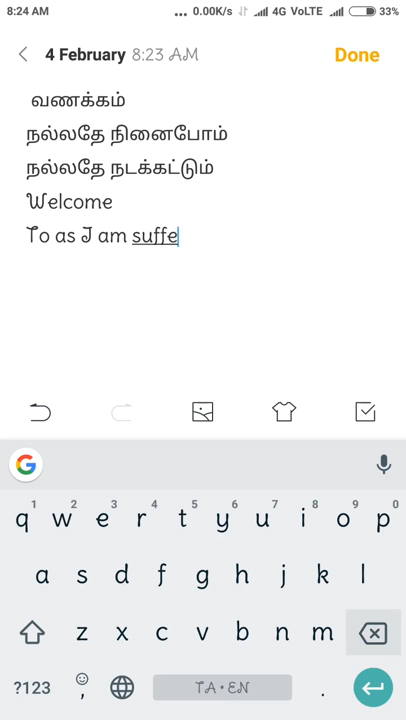 8:24 AM ... 0.00K/s 4G VoLTE 33%
4 February 8:23 AM Done
வணக்கம்
நல்லதே நினைபோம்
நல்லதே நடக்கட்டும்
Welcome
To as I am suffe
G
1 2 3 4 5 6 7 8 9 0
q w e r t y u i o p
a s d f g h j k l
z x c v b n m
?123 , TA • EN .